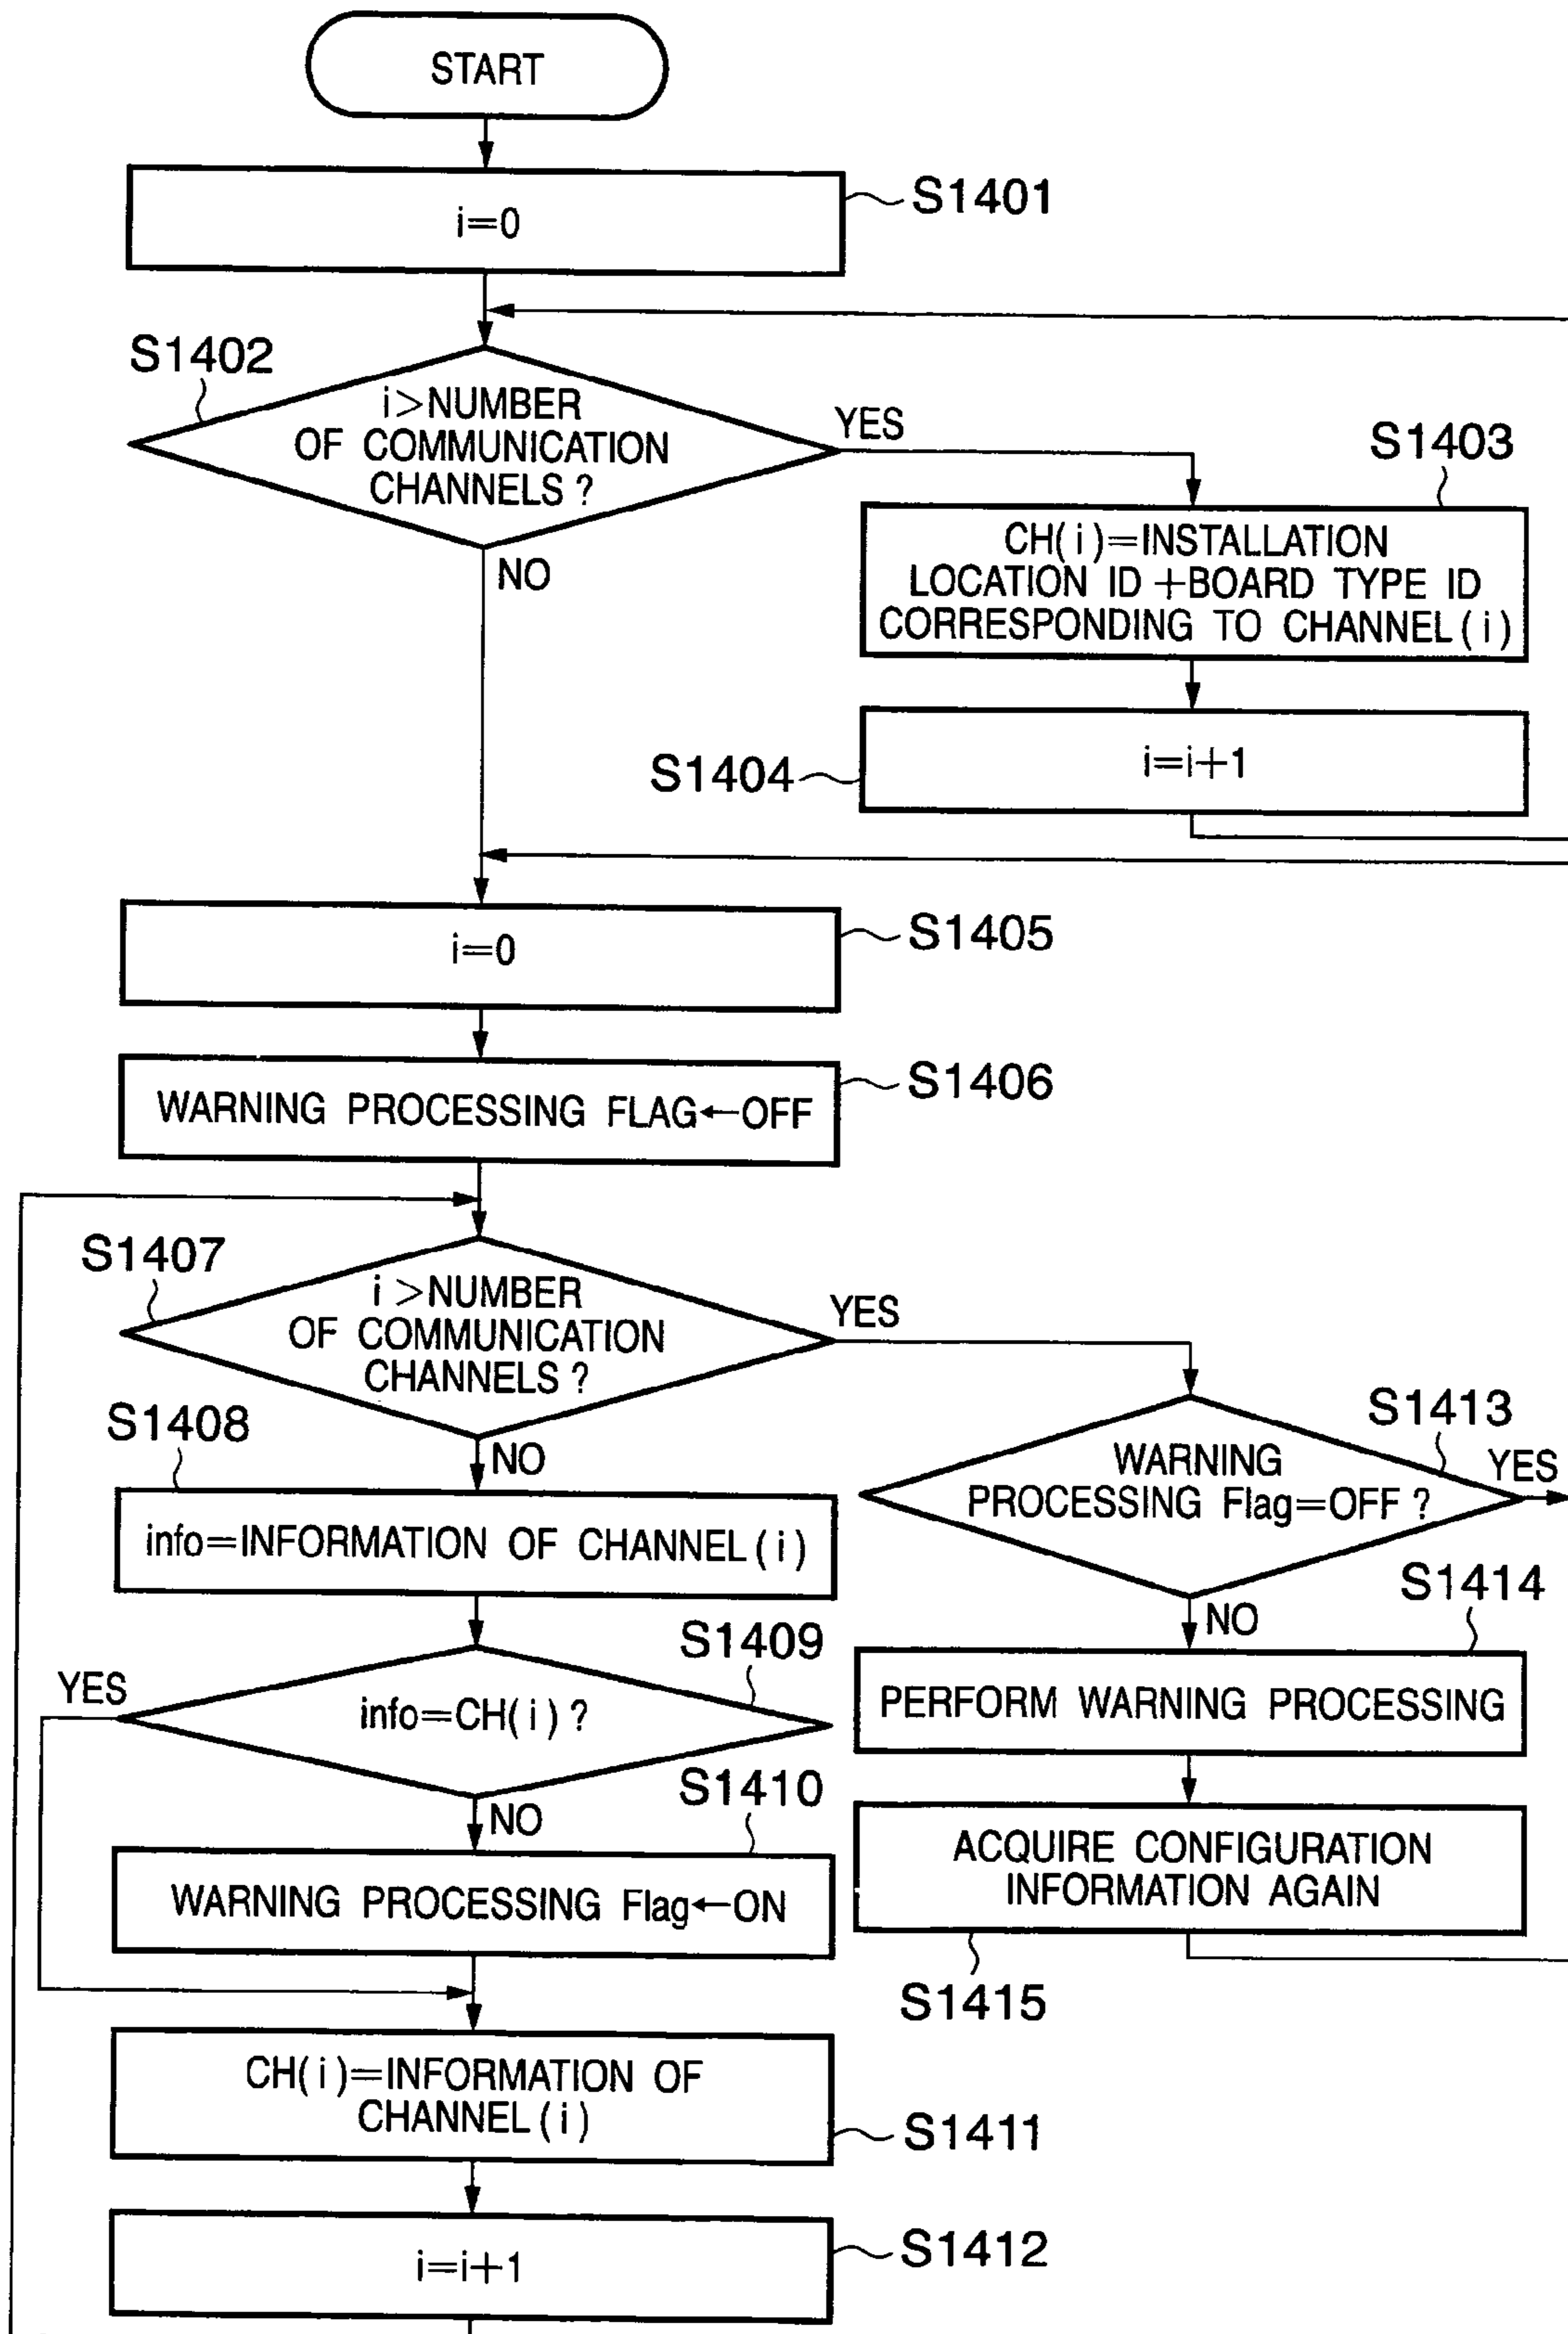 START
i=0
S1401
S1402
i>NUMBER
OF COMMUNICATION
CHANNELS?
YES
NO
S1403
CH(i)=INSTALLATION
LOCATION ID+BOARD TYPE ID
CORRESPONDING TO CHANNEL(i)
S1404
i=i+1
i=0
S1405
WARNING PROCESSING FLAG←OFF
S1406
S1407
i>NUMBER
OF COMMUNICATION
CHANNELS?
YES
NO
S1408
info=INFORMATION OF CHANNEL(i)
S1409
info=CH(i)?
YES
NO
S1410
WARNING PROCESSING Flag←ON
CH(i)=INFORMATION OF
CHANNEL(i)
S1411
i=i+1
S1412
S1413
WARNING
PROCESSING Flag=OFF?
YES
NO
S1414
PERFORM WARNING PROCESSING
ACQUIRE CONFIGURATION
INFORMATION AGAIN
S1415